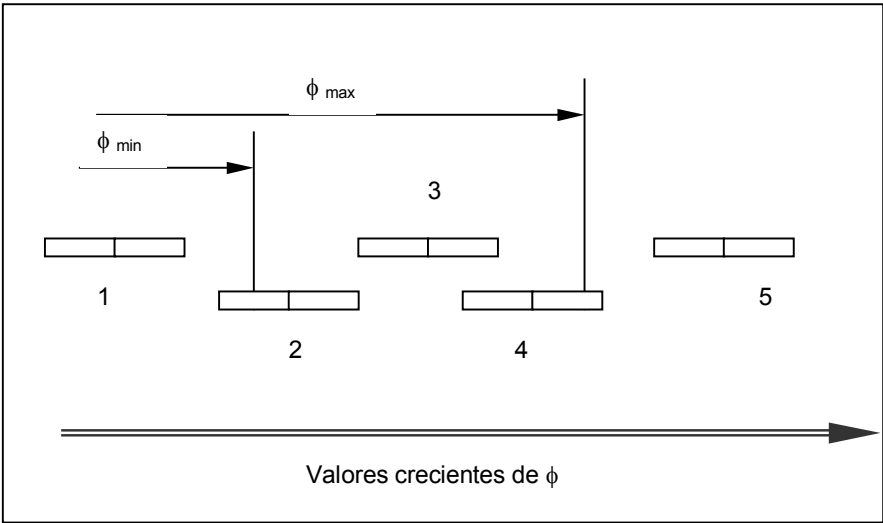 ϕ max
ϕ min
3
1
5
2
4
Valores crecientes de ϕ